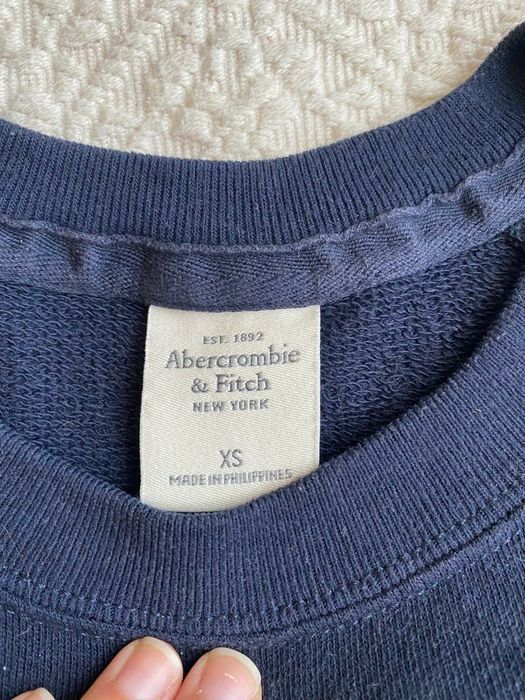 EST. 1892
Abercrombie
& Fitch
NEW YORK
XS
MADE IN PHILIPPINES